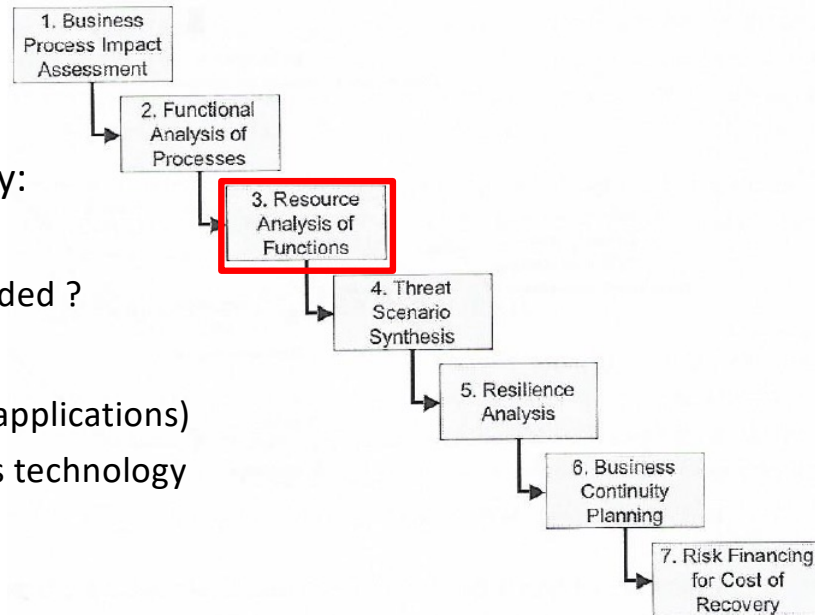 1. Business
Process Impact
Assessment
2. Functional
Analysis of
Processes
y:
3. Resource
Analysis of
Functions
ded ?
4. Threat
Scenario
Synthesis
applications)
5. Resilience
Analysis
s technology
6. Business
Continuity
Planning
7. Risk Financing
for Cost of
Recovery